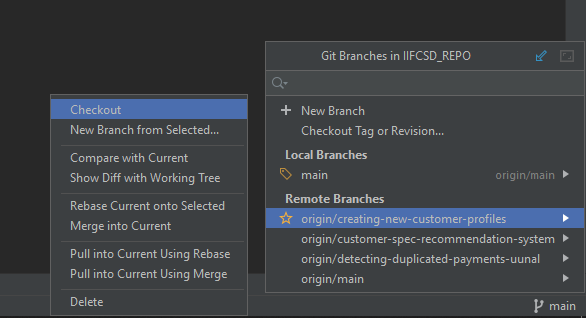 Checkout
New Branch from Selected...
Compare with Current
Show Diff with Working Tree
Rebase Current onto Selected
Merge into Current
Pull into Current Using Rebase
Pull into Current Using Merge
Delete
Git Branches in IIFCSD_REPO
New Branch
Checkout Tag or Revision...
Local Branches
main origin/main
Remote Branches
origin/creating-new-customer-profiles
origin/customer-spec-recommendation-system
origin/detecting-duplicated-payments-uunal
origin/main
main